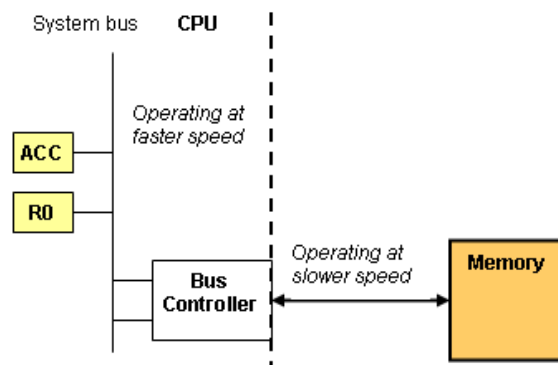 System bus CPU
Operating at
faster speed
ACC
R0
Bus
Controller
Operating at
slower speed
Memory